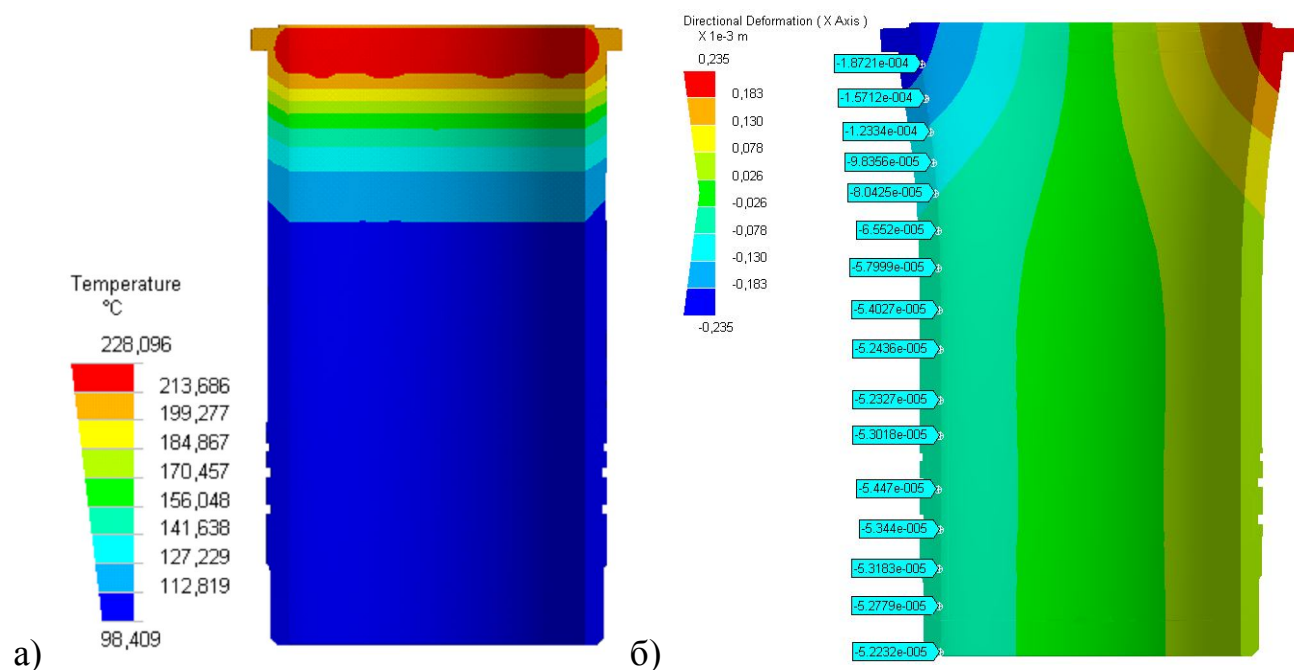 Temperature
°C
228,096
213,686
199,277
184,867
170,457
156,048
141,638
127,229
112,819
98,409
а)
Directional Deformation ( X Axis )
X 1e-3 m
0,235
0,183
0,130
0,078
0,026
-0,026
-0,078
-0,130
-0,183
-0,235
-1.8721e-004
-1.5712e-004
-1.2334e-004
-9.8356e-005
-8.0425e-005
-6.552e-005
-5.7999e-005
-5.4027e-005
-5.2436e-005
-5.2327e-005
-5.3018e-005
-5.447e-005
-5.344e-005
-5.3183e-005
-5.2779e-005
-5.2232e-005
б)